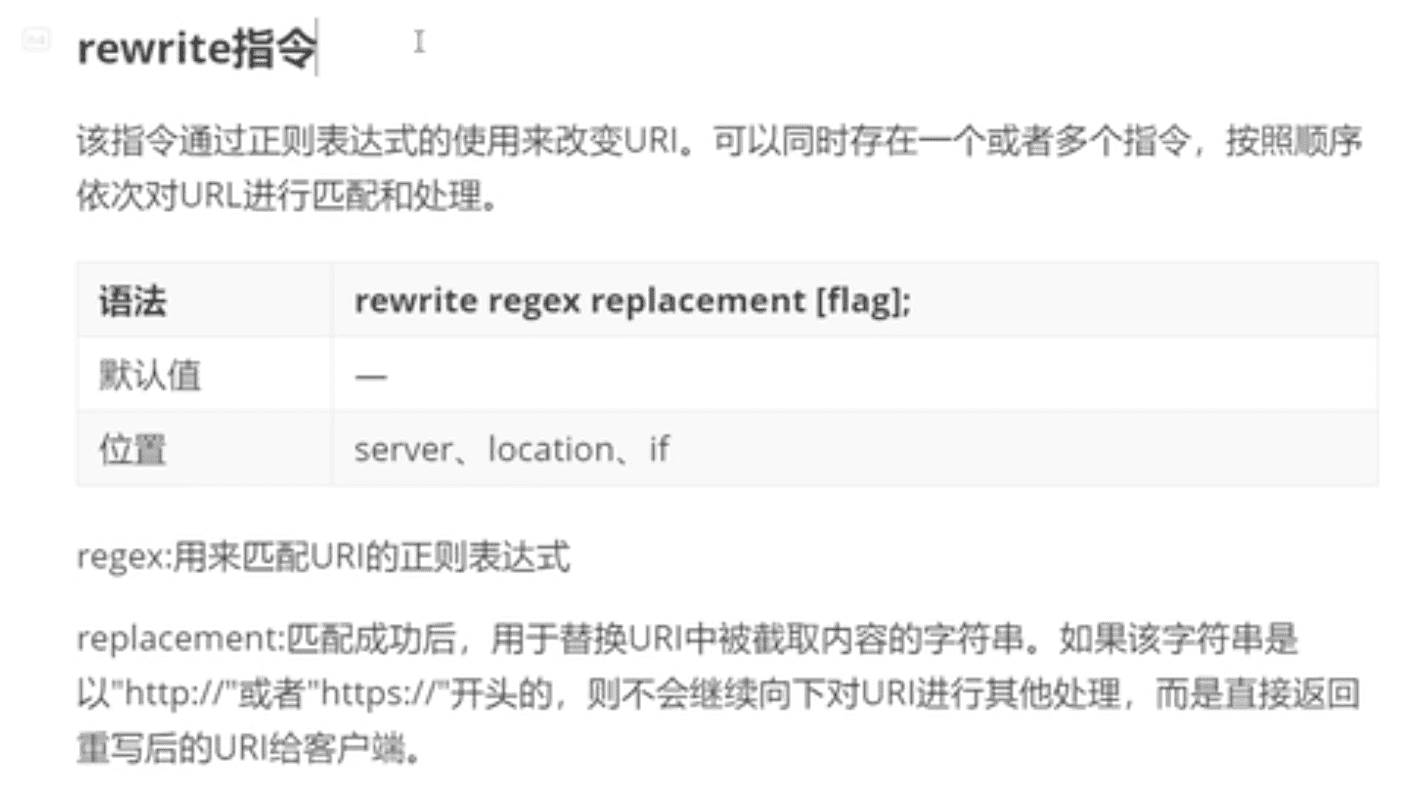 rewrite指令
该指令通过正则表达式的使用来改变URI。可以同时存在一个或者多个指令，按照顺序
依次对URL进行匹配和处理。
语法 rewrite regex replacement [flag];
默认值 —
位置 server、location、if
regex:用来匹配URI的正则表达式
replacement:匹配成功后，用于替换URI中被截取内容的字符串。如果该字符串是
以"http://"或者"https://"开头的，则不会继续向下对URI进行其他处理，而是直接返回
重写后的URI给客户端。